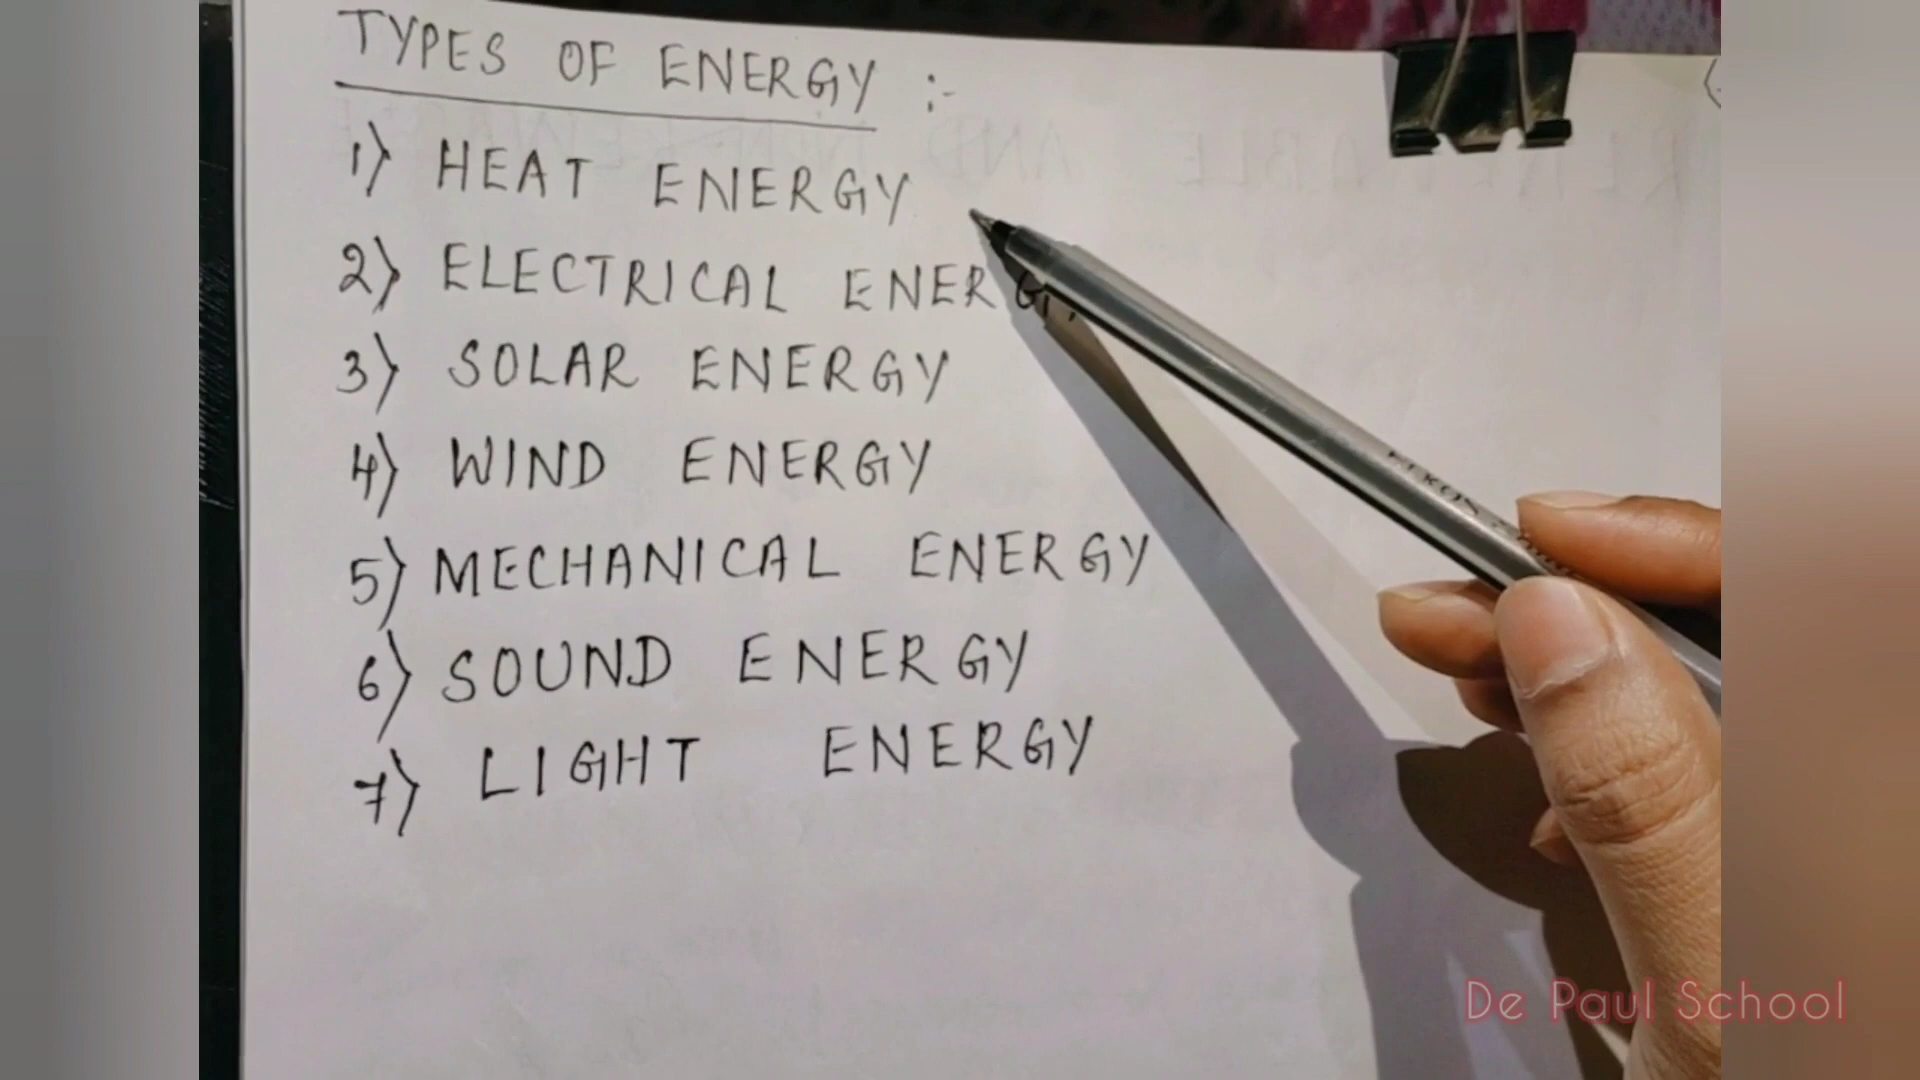 TYPES OF ENERGY :-
1) HEAT ENERGY
2) ELECTRICAL ENERGY
3) SOLAR ENERGY
4) WIND ENERGY
5) MECHANICAL ENERGY
6) SOUND ENERGY
7) LIGHT ENERGY
De Paul School